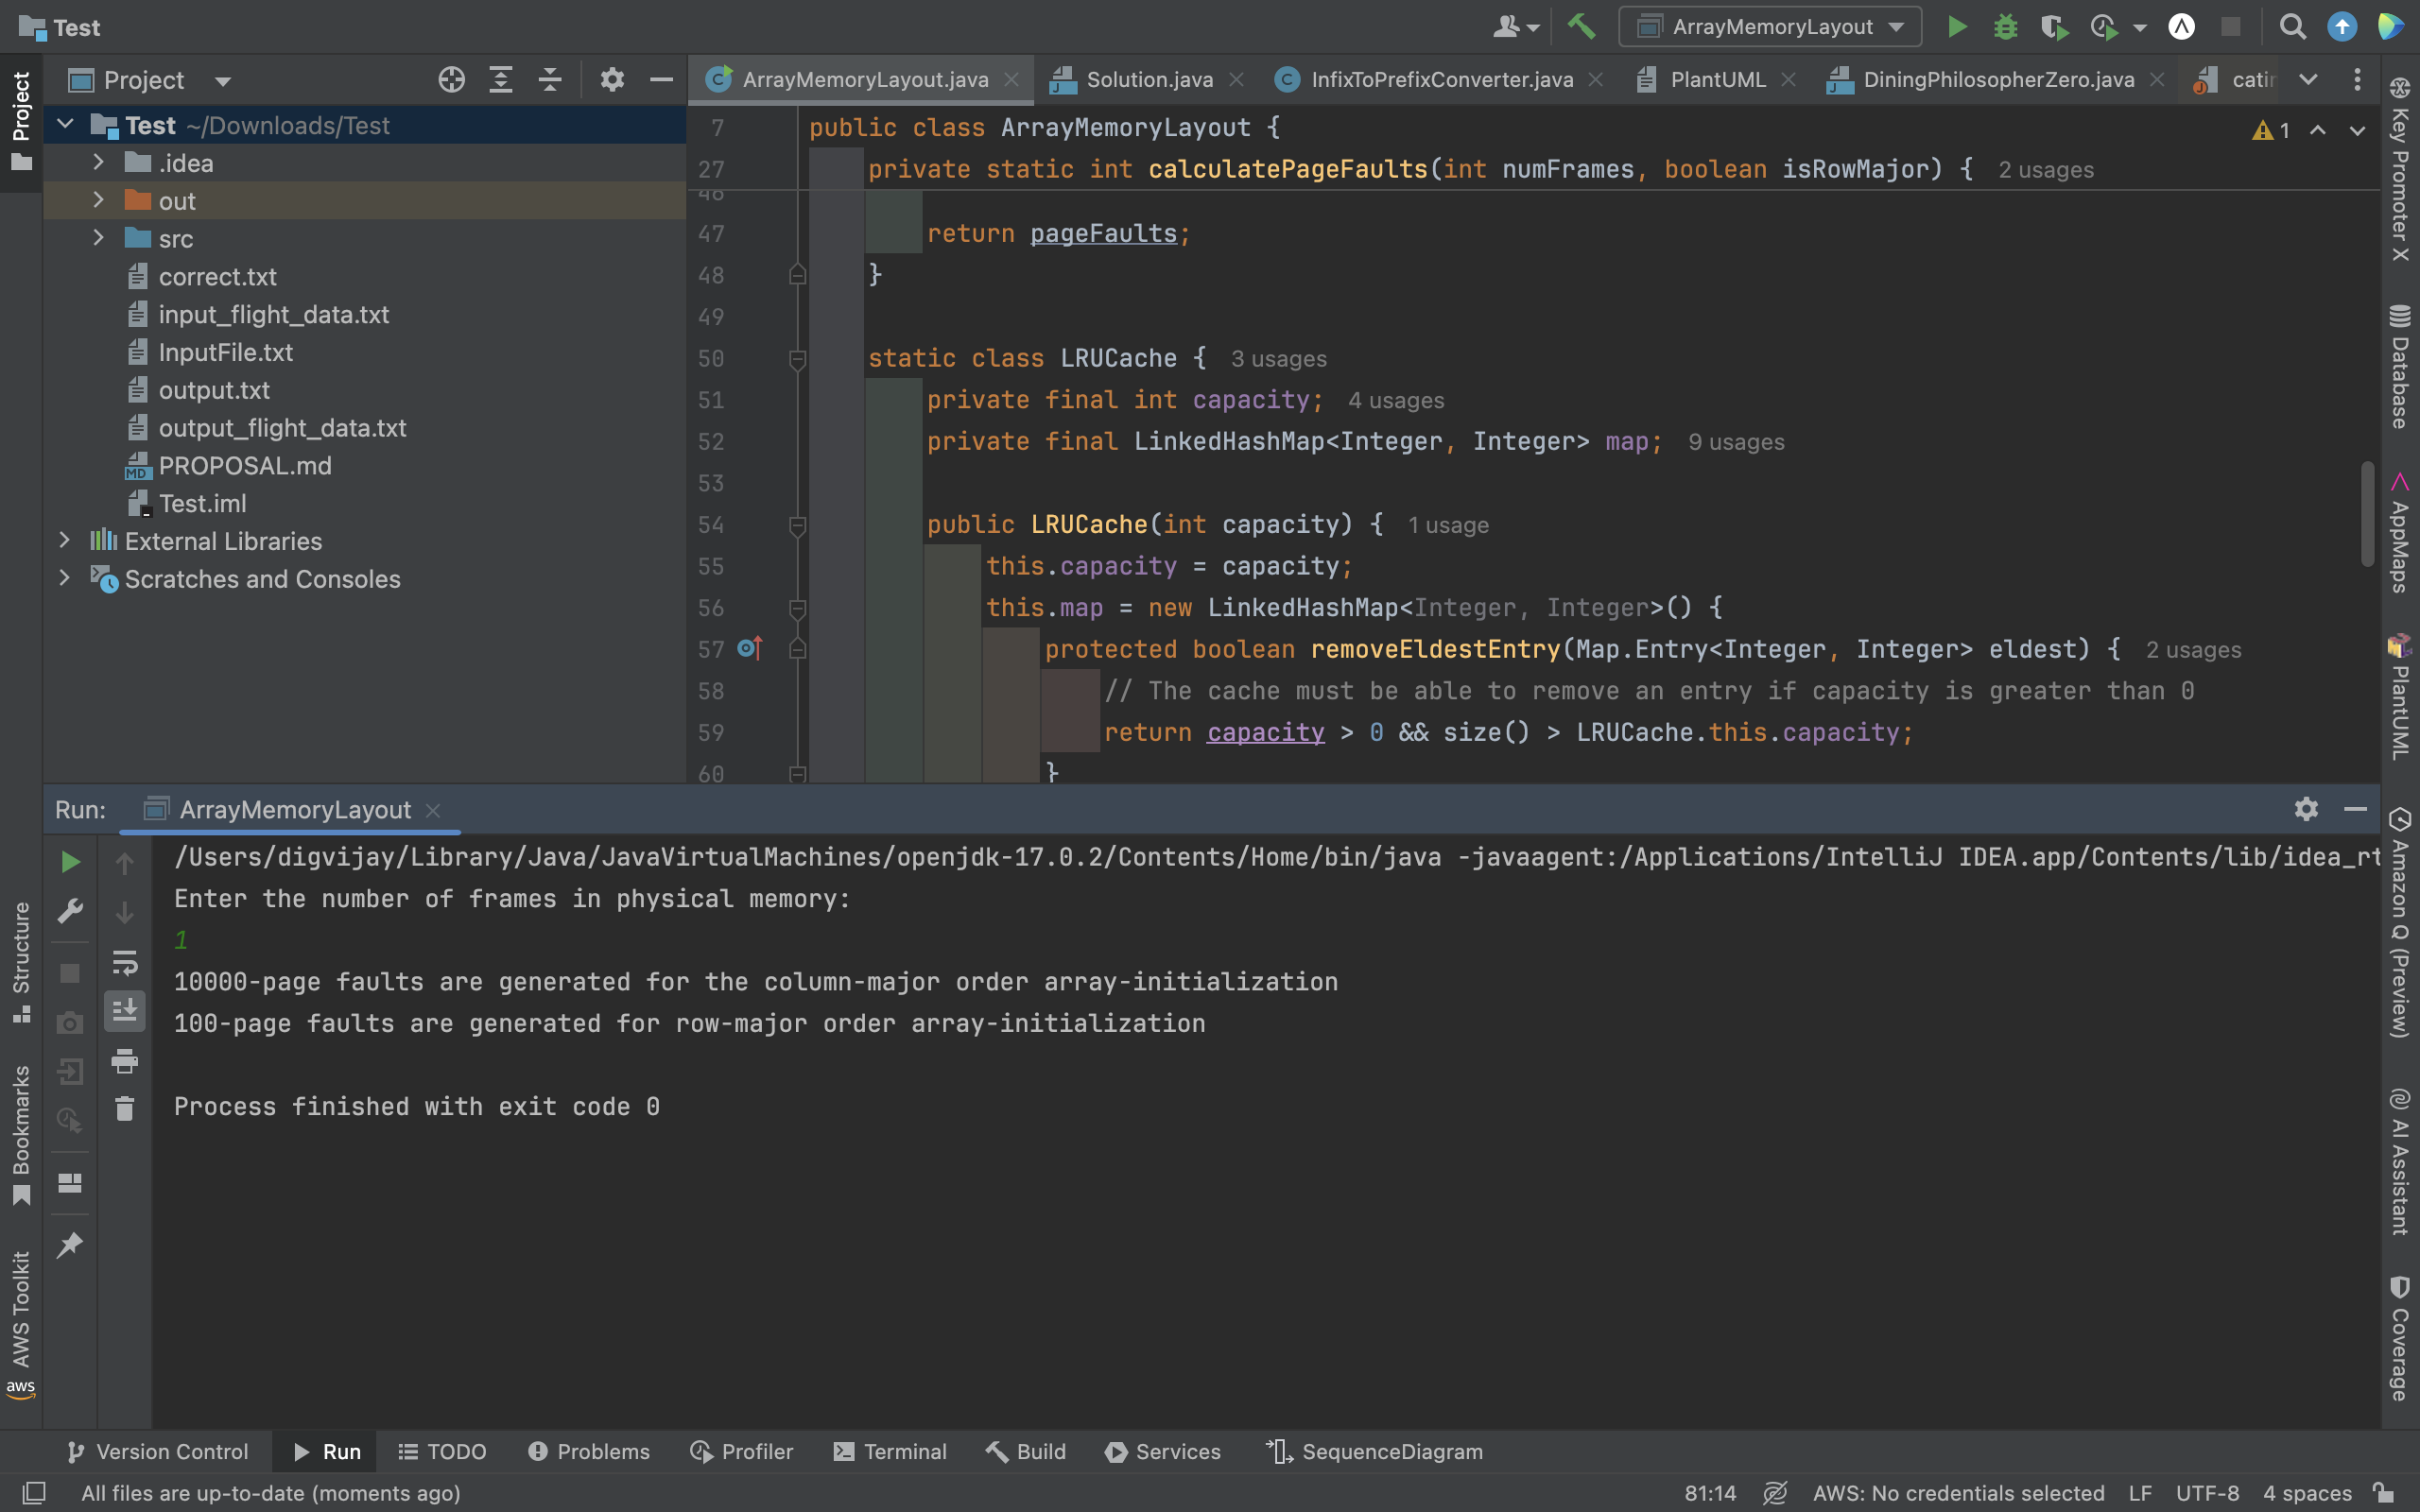 Test
ArrayMemoryLayout
Project
Project
ArrayMemoryLayout.java
Solution.java
InfixToPrefixConverter.java
PlantUML
DiningPhilosopherZero.java
Test ~/Downloads/Test
.idea
out
src
correct.txt
input_flight_data.txt
InputFile.txt
output.txt
output_flight_data.txt
MD PROPOSAL.md
Test.iml
External Libraries
Scratches and Consoles
7 public class ArrayMemoryLayout {
1
27 private static int calculatePageFaults(int numFrames, boolean isRowMajor) { 2 usages
46
47 return pageFaults;
48 }
49
50 static class LRUCache { 3 usages
51 private final int capacity; 4 usages
52 private final LinkedHashMap<Integer, Integer> map; 9 usages
53
54 public LRUCache(int capacity) { 1 usage
55 this.capacity = capacity;
56 this.map = new LinkedHashMap<Integer, Integer>() {
57 protected boolean removeEldestEntry(Map.Entry<Integer, Integer> eldest) { 2 usages
58 // The cache must be able to remove an entry if capacity is greater than 0
59 return capacity > 0 && size() > LRUCache.this.capacity;
60 }
Key Promoter X
Database
AppMaps
PlantUML
Amazon Q (Preview)
AI Assistant
Coverage
Run: ArrayMemoryLayout
/Users/digvijay/Library/Java/JavaVirtualMachines/openjdk-17.0.2/Contents/Home/bin/java -javaagent:/Applications/IntelliJ IDEA.app/Contents/lib/idea_rt
Enter the number of frames in physical memory:
1
10000-page faults are generated for the column-major order array-initialization
100-page faults are generated for row-major order array-initialization
Process finished with exit code 0
Structure
Bookmarks
AWS Toolkit
aws
Version Control
Run
TODO
Problems
Profiler
Terminal
Build
Services
SequenceDiagram
All files are up-to-date (moments ago)
81:14 AWS: No credentials selected LF UTF-8 4 spaces